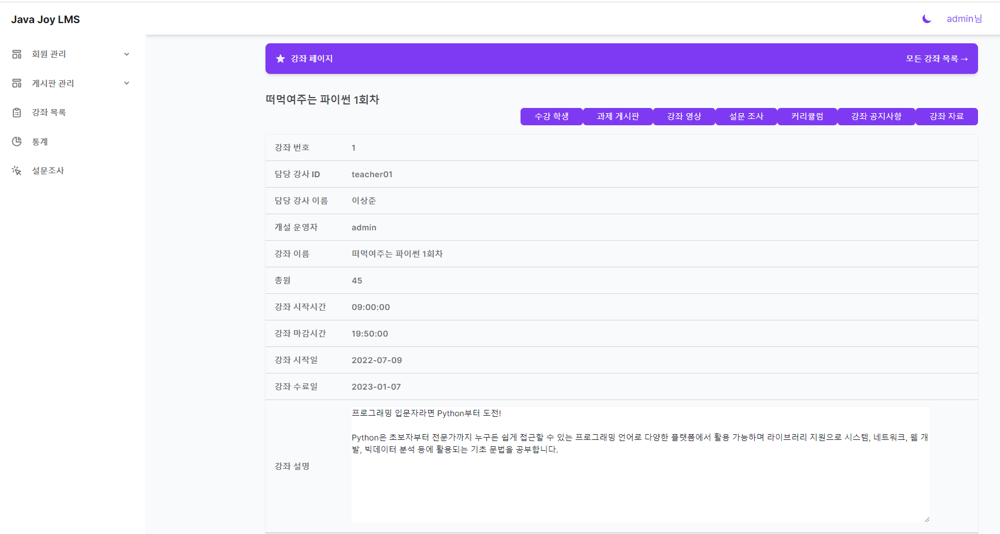 Java Joy LMS
admin님
회원 관리
게시판 관리
강좌 목록
통계
설문조사
강좌 페이지
모든 강좌 목록 →
떠먹여주는 파이썬 1회차
수강 학생
과제 게시판
강좌 영상
설문 조사
커리큘럼
강좌 공지사항
강좌 자료
강좌 번호 1
담당 강사 ID teacher01
담당 강사 이름 이상준
개설 운영자 admin
강좌 이름 떠먹여주는 파이썬 1회차
총원 45
강좌 시작시간 09:00:00
강좌 마감시간 19:50:00
강좌 시작일 2022-07-09
강좌 수료일 2023-01-07
강좌 설명
프로그래밍 입문자라면 Python부터 도전!
Python은 초보자부터 전문가까지 누구든 쉽게 접근할 수 있는 프로그래밍 언어로 다양한 플랫폼에서 활용 가능하며 라이브러리 지원으로 시스템, 네트워크, 웹 개
발, 빅데이터 분석 등에 활용되는 기초 문법을 공부합니다.